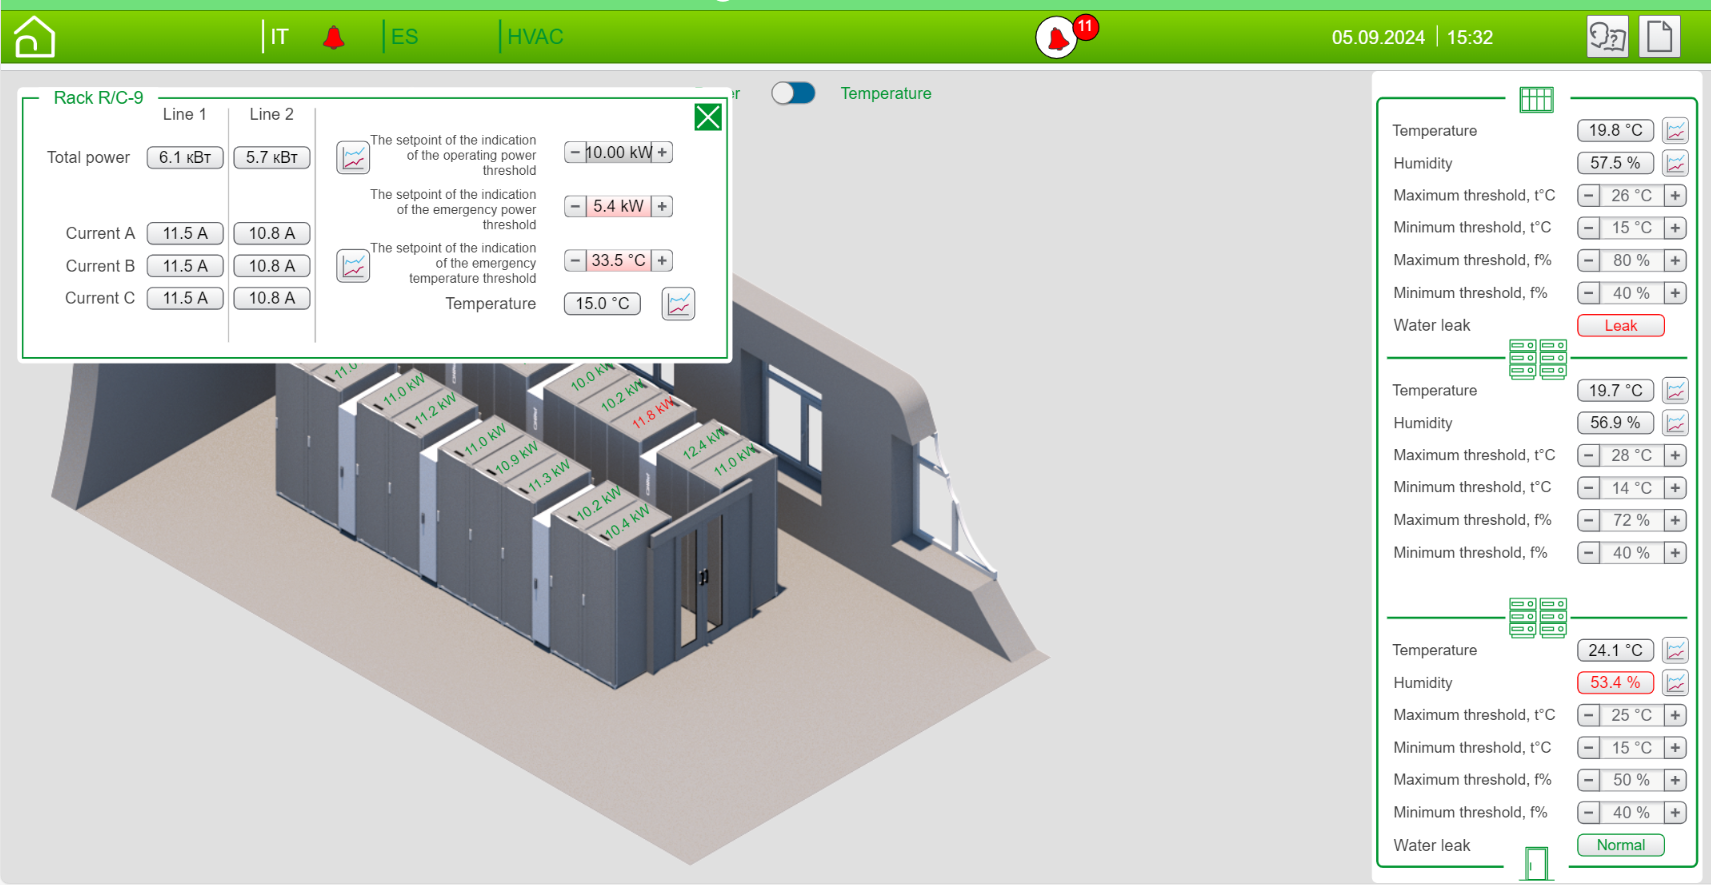 IT
ES
HVAC
11
05.09.2024
15:32
Rack R/C-9
Line 1
Line 2
Total power
6.1 кВт
5.7 кВт
Current A
11.5 A
10.8 A
Current B
11.5 A
10.8 A
Current C
11.5 A
10.8 A
The setpoint of the indication
of the operating power
threshold
− 10.00 kW +
The setpoint of the indication
of the emergency power
threshold
− 5.4 kW +
The setpoint of the indication
of the emergency
temperature threshold
− 33.5 °C +
Temperature
15.0 °C
Temperature
11.0 kW
11.2 kW
11.0 kW
10.9 kW
11.3 kW
10.2 kW
10.4 kW
10.0 kW
10.2 kW
11.8 kW
12.4 kW
11.0 kW
Temperature 19.8 °C
Humidity 57.5 %
Maximum threshold, t°C − 26 °C +
Minimum threshold, t°C − 15 °C +
Maximum threshold, f% − 80 % +
Minimum threshold, f% − 40 % +
Water leak Leak
Temperature 19.7 °C
Humidity 56.9 %
Maximum threshold, t°C − 28 °C +
Minimum threshold, t°C − 14 °C +
Maximum threshold, f% − 72 % +
Minimum threshold, f% − 40 % +
Temperature 24.1 °C
Humidity 53.4 %
Maximum threshold, t°C − 25 °C +
Minimum threshold, t°C − 15 °C +
Maximum threshold, f% − 50 % +
Minimum threshold, f% − 40 % +
Water leak Normal